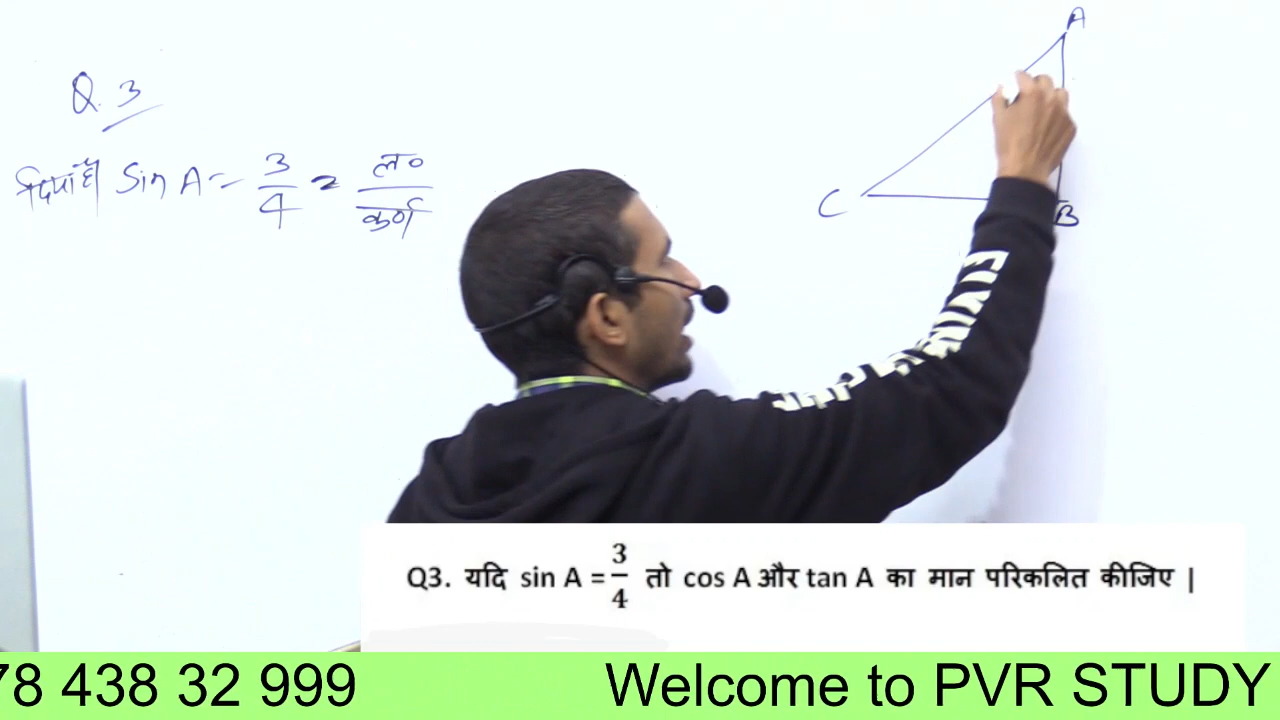 Q. 3
दिया है| Sin A = 3/4 = ल०/कर्ण
A
C
B
Q3. यदि sin A = 3/4 तो cos A और tan A का मान परिकलित कीजिए |
78 438 32 999 Welcome to PVR STUDY